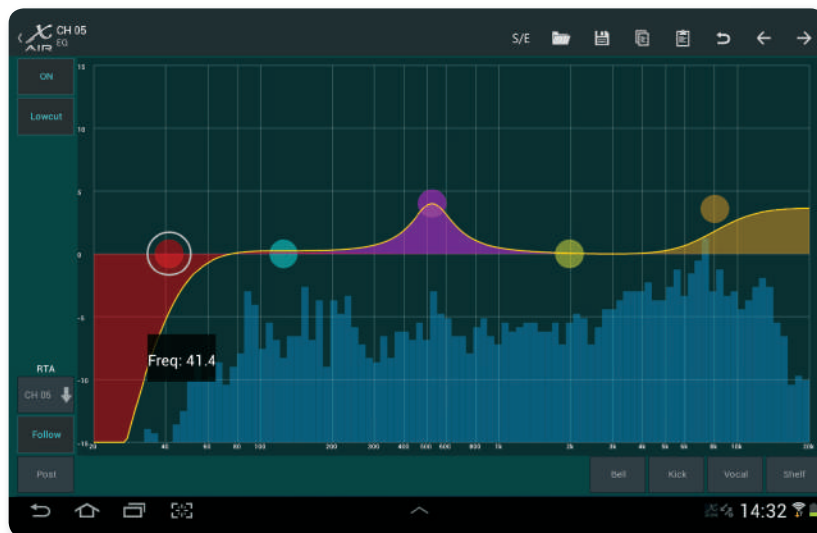 X AIR CH 05
EQ
S/E
ON
Lowcut
15
10
5
0
-5
-10
-15
Freq: 41.4
RTA
CH 05
Follow
Post
20 40 60 80 100 200 300 400 500 600 800 1k 2k 3k 4k 5k 6k 8k 10k 20k
Bell Kick Vocal Shelf
14:32